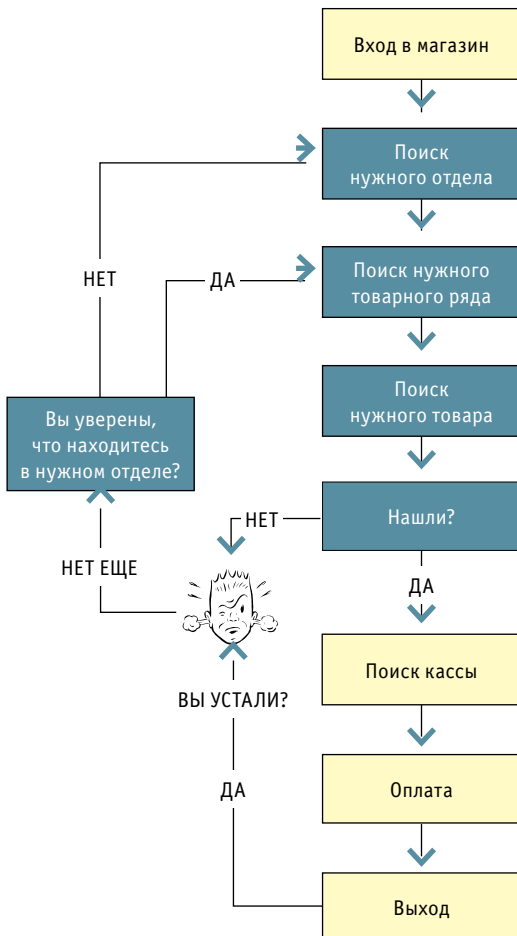 Вход в магазин
Поиск
нужного отдела
Поиск нужного
товарного ряда
НЕТ
ДА
Поиск
нужного товара
Вы уверены,
что находитесь
в нужном отделе?
Нашли?
НЕТ
НЕТ ЕЩЕ
ДА
Поиск кассы
ВЫ УСТАЛИ?
ДА
Оплата
Выход